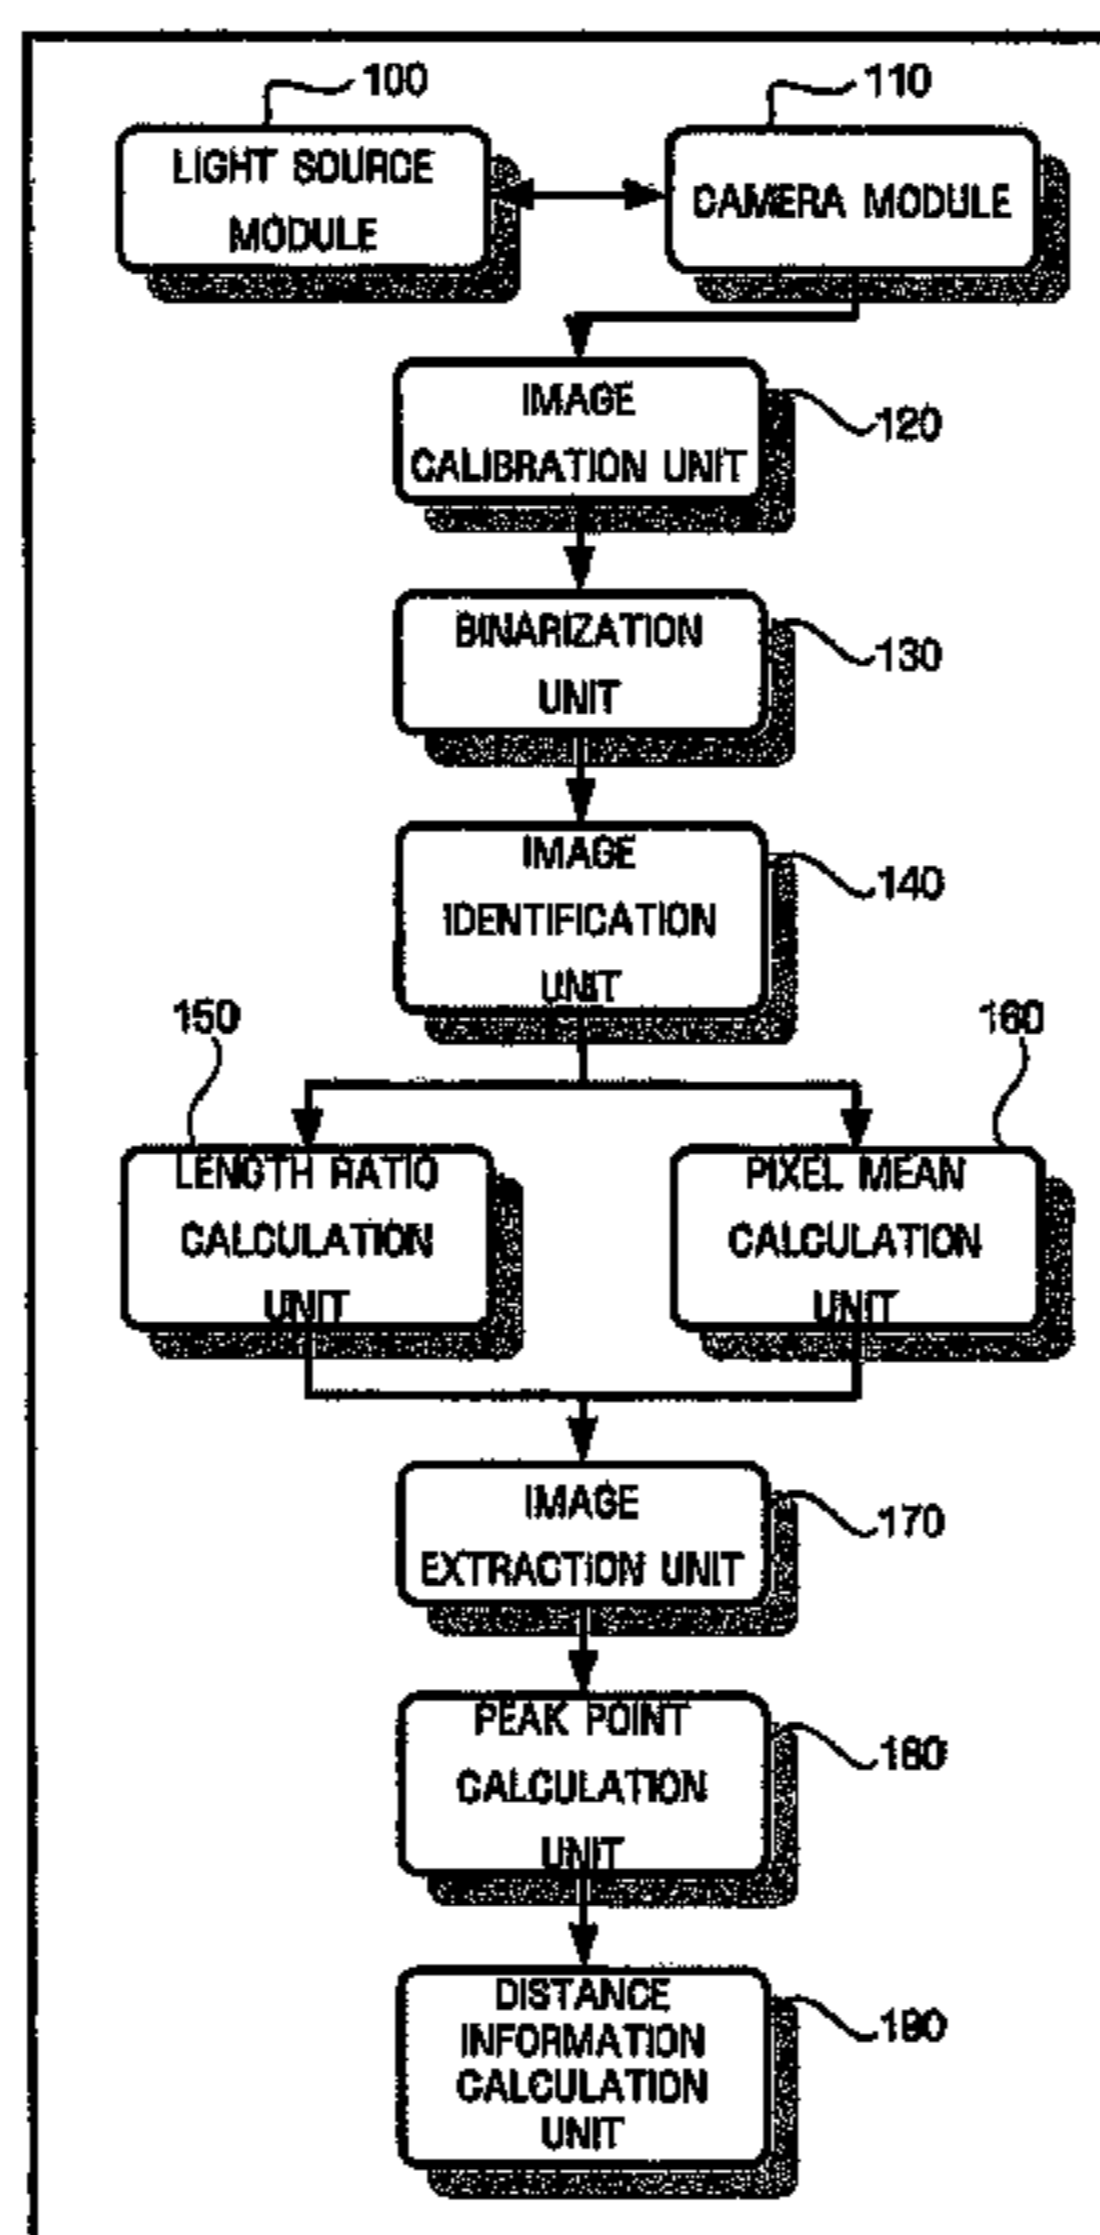 100
110
LIGHT SOURCE
MODULE
CAMERA MODULE
IMAGE
CALIBRATION UNIT
120
BINARIZATION
UNIT
130
IMAGE
IDENTIFICATION
UNIT
140
150
160
LENGTH RATIO
CALCULATION
UNIT
PIXEL MEAN
CALCULATION
UNIT
IMAGE
EXTRACTION UNIT
170
PEAK POINT
CALCULATION
UNIT
180
DISTANCE
INFORMATION
CALCULATION
UNIT
190